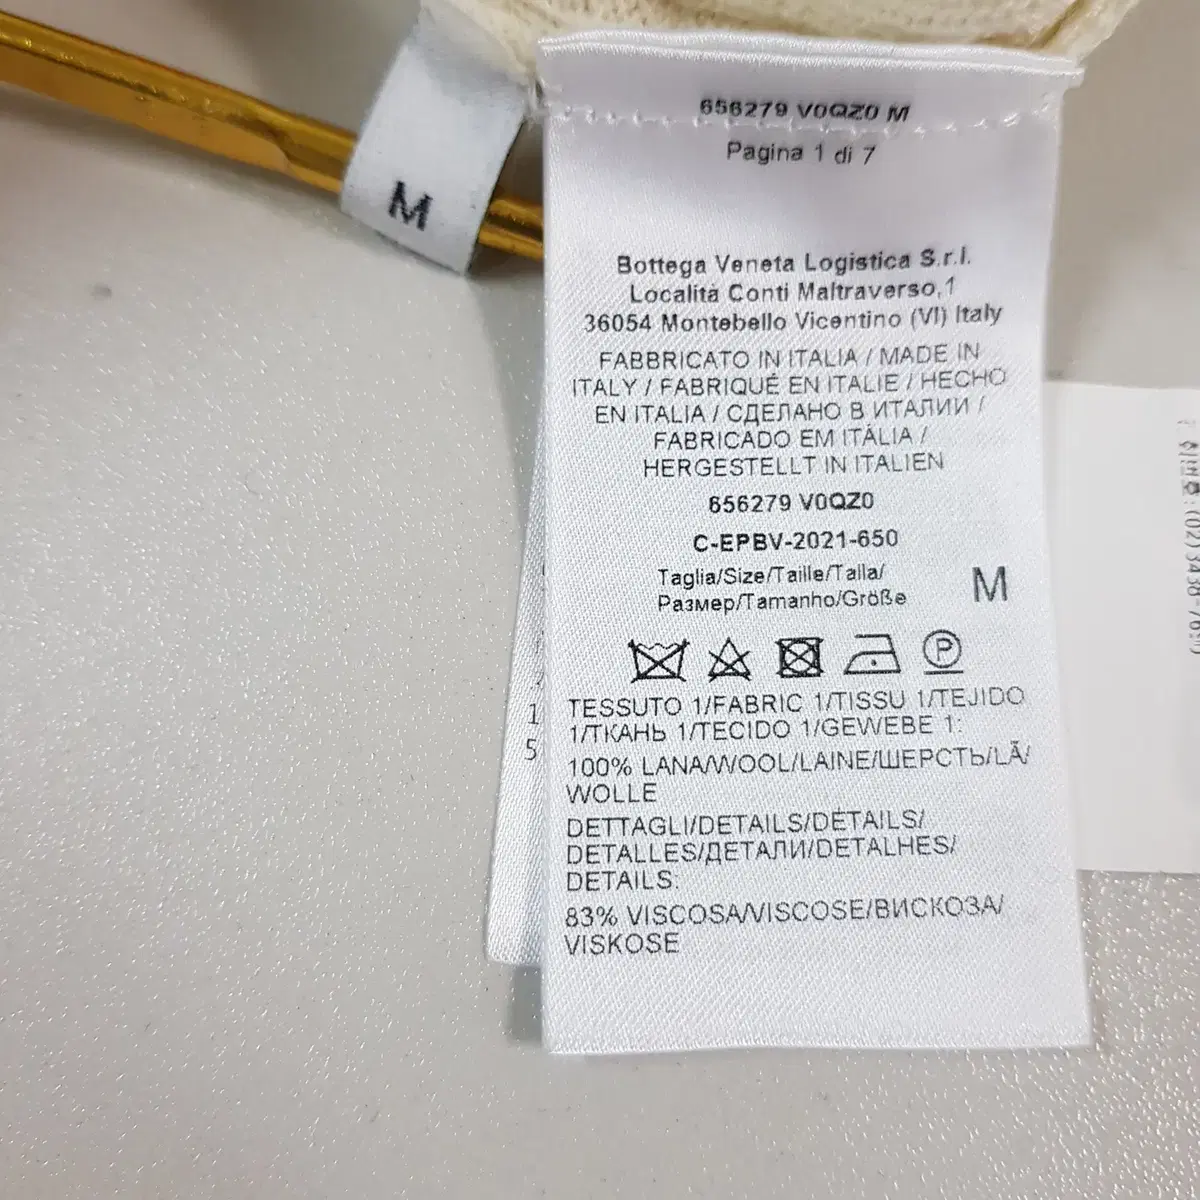 M
656279 V0QZ0 M
Pagina 1 di 7
Bottega Veneta Logistica S.r.l.
Località Conti Maltraverso,1
36054 Montebello Vicentino (VI) Italy
FABBRICATO IN ITALIA / MADE IN
ITALY / FABRIQUÉ EN ITALIE / HECHO
EN ITALIA / СДЕЛАНО В ИТАЛИИ /
FABRICADO EM ITÁLIA /
HERGESTELLT IN ITALIEN
656279 V0QZ0
C-EPBV-2021-650
Taglia/Size/Taille/Talla/
Размер/Tamanho/Größe
M
P
TESSUTO 1/FABRIC 1/TISSU 1/TEJIDO
1/ТКАНЬ 1/TECIDO 1/GEWEBE 1:
100% LANA/WOOL/LAINE/ШЕРСТЬ/LÃ/
WOLLE
DETTAGLI/DETAILS/DÉTAILS/
DETALLES/ДЕТАЛИ/DETALHES/
DETAILS:
83% VISCOSA/VISCOSE/ВИСКОЗА/
VISKOSE
1
5